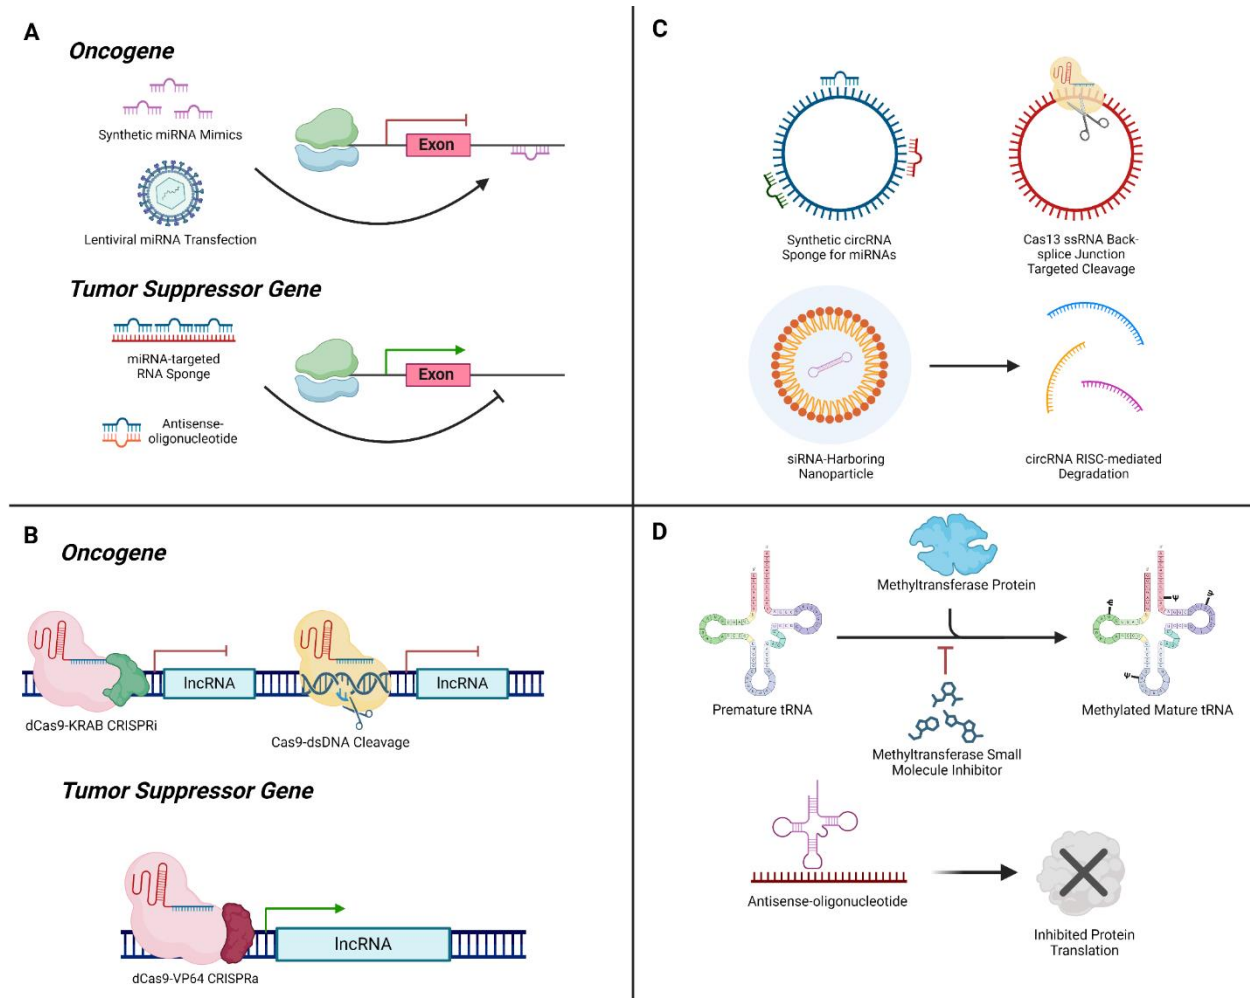 A
Oncogene
Synthetic miRNA Mimics
Exon
Lentiviral miRNA Transfection
Tumor Suppressor Gene
miRNA-targeted
RNA Sponge
Exon
Antisense-
oligonucleotide
C
Synthetic circRNA
Sponge for miRNAs
Cas13 ssRNA Back-
splice Junction
Targeted Cleavage
siRNA-Harboring
Nanoparticle
circRNA RISC-mediated
Degradation
B
Oncogene
lncRNA
lncRNA
dCas9-KRAB CRISPRi
Cas9-dsDNA Cleavage
Tumor Suppressor Gene
lncRNA
dCas9-VP64 CRISPRa
D
Methyltransferase Protein
Ψ
Ψ
Ψ
Premature tRNA
Methylated Mature tRNA
Methyltransferase Small
Molecule Inhibitor
Antisense-oligonucleotide
Inhibited Protein
Translation